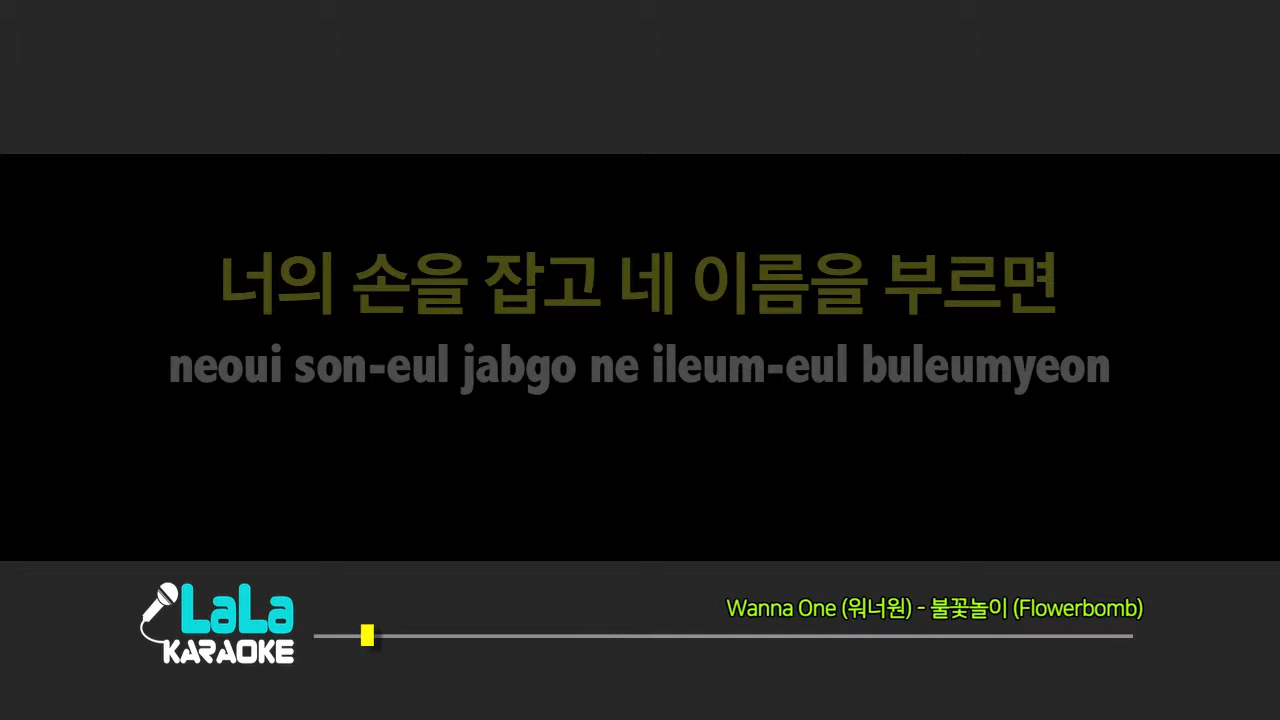 너의 손을 잡고 네 이름을 부르면
neoui son-eul jabgo ne ileum-eul buleumyeon
LaLa
KARAOKE
Wanna One (워너원) - 불꽃놀이 (Flowerbomb)